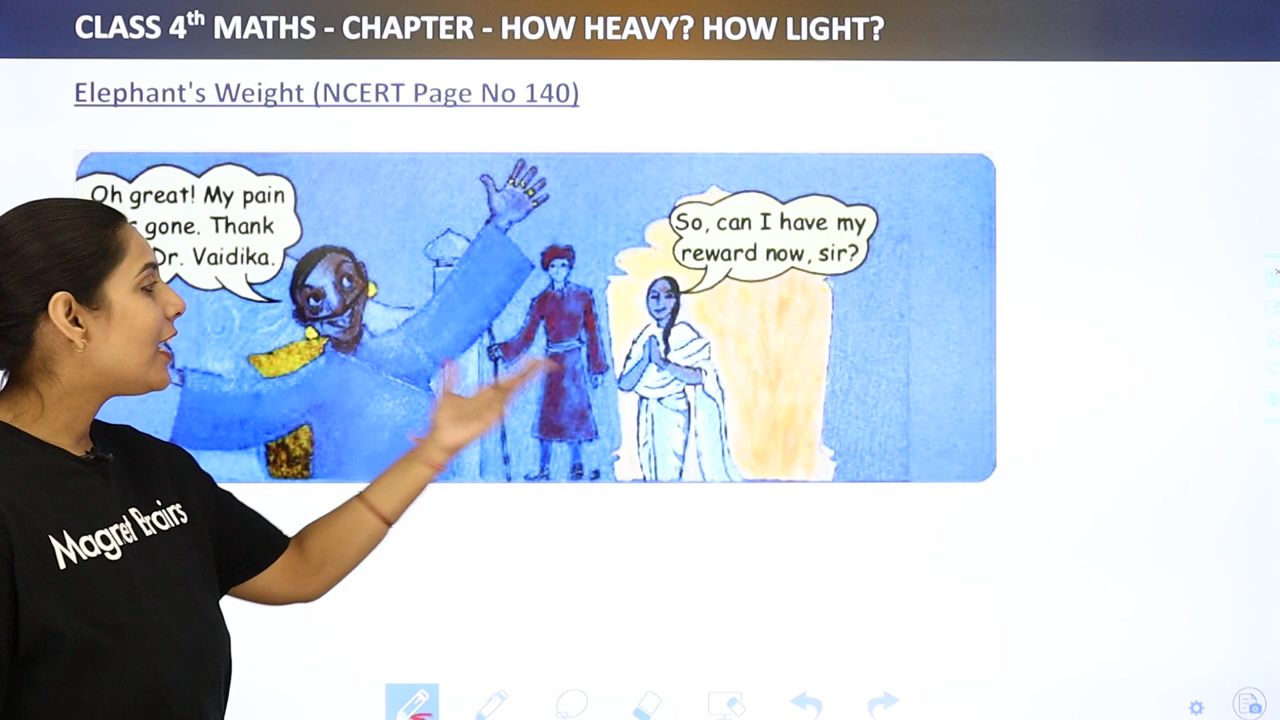 CLASS 4th MATHS - CHAPTER - HOW HEAVY? HOW LIGHT?
Elephant's Weight (NCERT Page No 140)
Oh great! My pain
gone. Thank
Dr. Vaidika.
So, can I have my
reward now, sir?
Magnet Brains